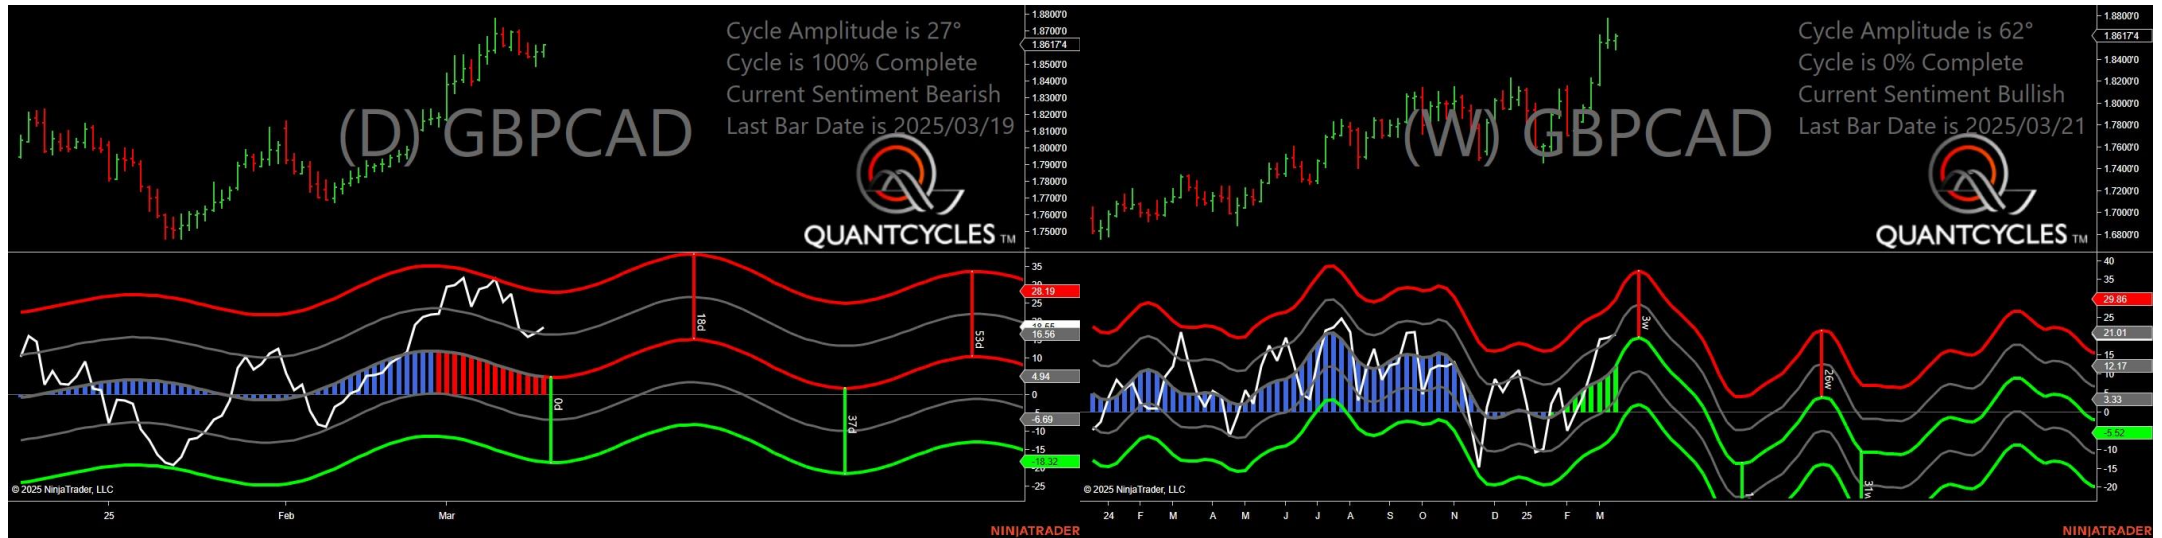 Cycle Amplitude is 27°
Cycle is 100% Complete
Current Sentiment Bearish
Last Bar Date is 2025/03/19
(D) GBPCAD
QUANTCYCLES TM
1.8800'0
1.8700'0
1.8617'4
1.8500'0
1.8400'0
1.8300'0
1.8200'0
1.8100'0
1.8000'0
1.7900'0
1.7800'0
1.7700'0
1.7600'0
1.7500'0
35
28.19
25
16.56
10
4.94
0
-6.69
-10
-15
-18.32
-25
0d
18d
37d
53d
© 2025 NinjaTrader, LLC
25 Feb Mar
NINJATRADER
Cycle Amplitude is 62°
Cycle is 0% Complete
Current Sentiment Bullish
Last Bar Date is 2025/03/21
(W) GBPCAD
QUANTCYCLES TM
1.8800'0
1.8617'4
1.8400'0
1.8200'0
1.8000'0
1.7800'0
1.7600'0
1.7400'0
1.7200'0
1.7000'0
1.6800'0
40
35
29.86
25
21.01
15
12.17
10
3.33
0
-5.52
-10
-15
-20
3w
26w
31w
© 2025 NinjaTrader, LLC
24 F M A M J J A S O N D 25 F M
NINJATRADER